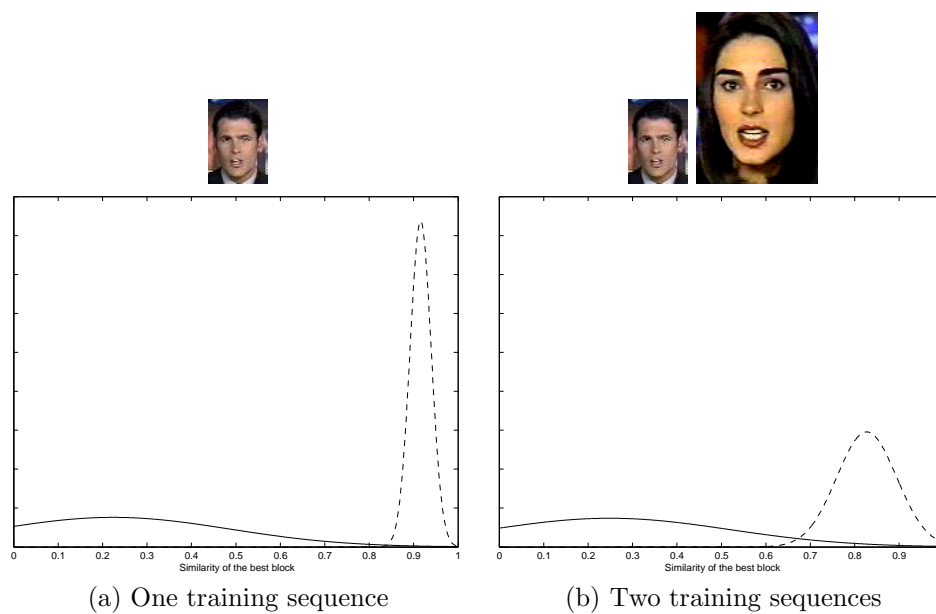 0 0.1 0.2 0.3 0.4 0.5 0.6 0.7 0.8 0.9 1
Similarity of the best block
(a) One training sequence
0 0.1 0.2 0.3 0.4 0.5 0.6 0.7 0.8 0.9
Similarity of the best block
(b) Two training sequences